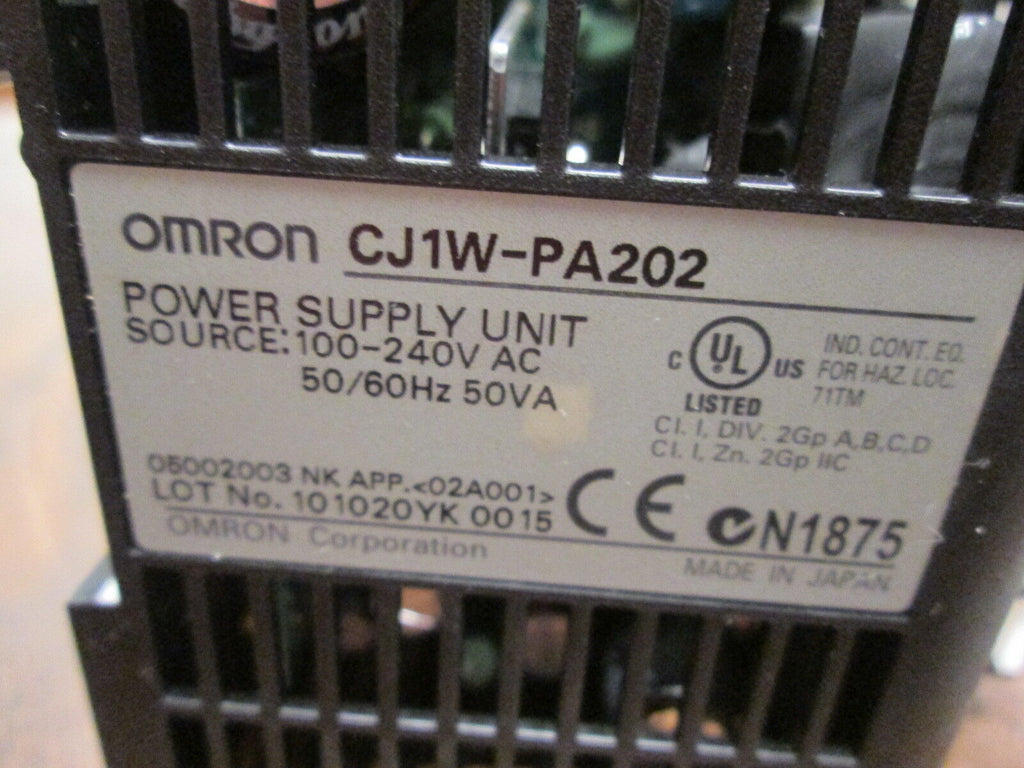 OMRON CJ1W-PA202
POWER SUPPLY UNIT
SOURCE: 100-240V AC
50/60Hz 50VA
C UL US
LISTED
IND. CONT. EQ.
FOR HAZ. LOC.
71TM
Cl. I, DIV. 2Gp A,B,C,D
Cl. I, Zn. 2Gp IIC
05002003 NK APP.<02A001>
LOT No. 101020YK 0015
CE
N1875
OMRON Corporation
MADE IN JAPAN